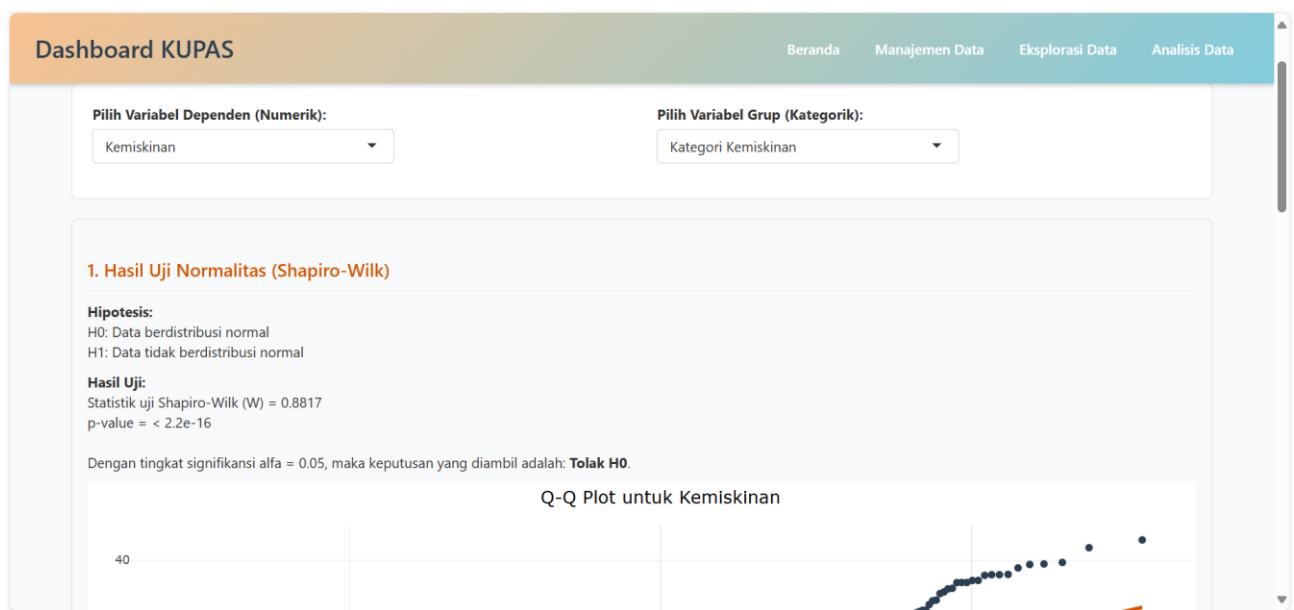 Dashboard KUPAS
Beranda Manajemen Data Eksplorasi Data Analisis Data
Pilih Variabel Dependen (Numerik): Pilih Variabel Grup (Kategorik):
Kemiskinan Kategori Kemiskinan
1. Hasil Uji Normalitas (Shapiro-Wilk)
Hipotesis:
H0: Data berdistribusi normal
H1: Data tidak berdistribusi normal
Hasil Uji:
Statistik uji Shapiro-Wilk (W) = 0.8817
p-value = < 2.2e-16
Dengan tingkat signifikansi alfa = 0.05, maka keputusan yang diambil adalah: Tolak H0.
Q-Q Plot untuk Kemiskinan
40